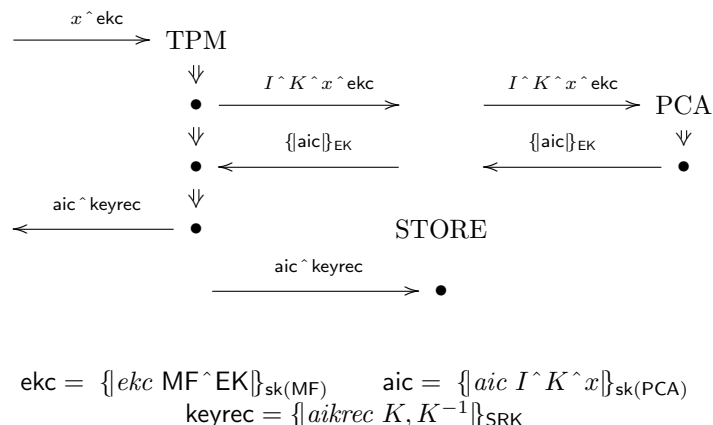 x ˆ ekc
TPM
I ˆ K ˆ x ˆ ekc I ˆ K ˆ x ˆ ekc
PCA
{|aic|}EK {|aic|}EK
aic ˆ keyrec
STORE
aic ˆ keyrec
ekc = {|ekc MF ˆ EK|}sk(MF) aic = {|aic I ˆ K ˆ x|}sk(PCA)
keyrec = {|aikrec K, K⁻¹|}SRK